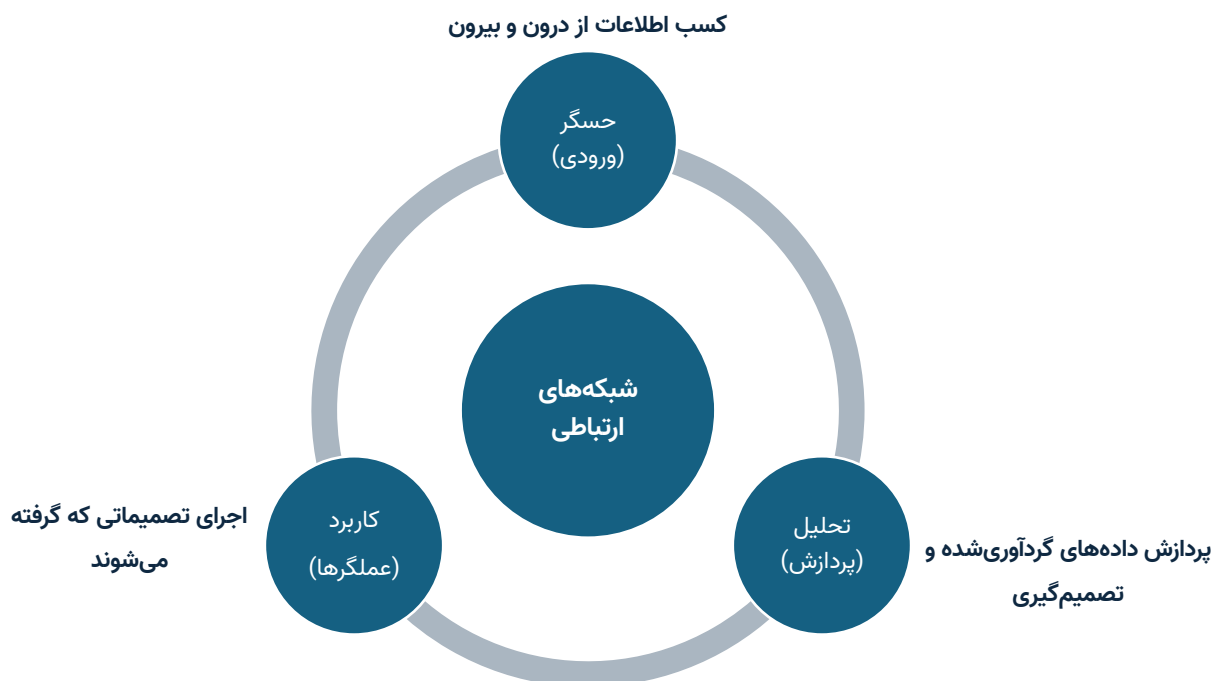 کسب اطلاعات از درون و بیرون
حسگر
(ورودی)
شبکه‌های
ارتباطی
تحلیل
(پردازش)
پردازش داده‌های گردآوری‌شده و
تصمیم‌گیری
کاربرد
(عملگرها)
اجرای تصمیماتی که گرفته
می‌شوند